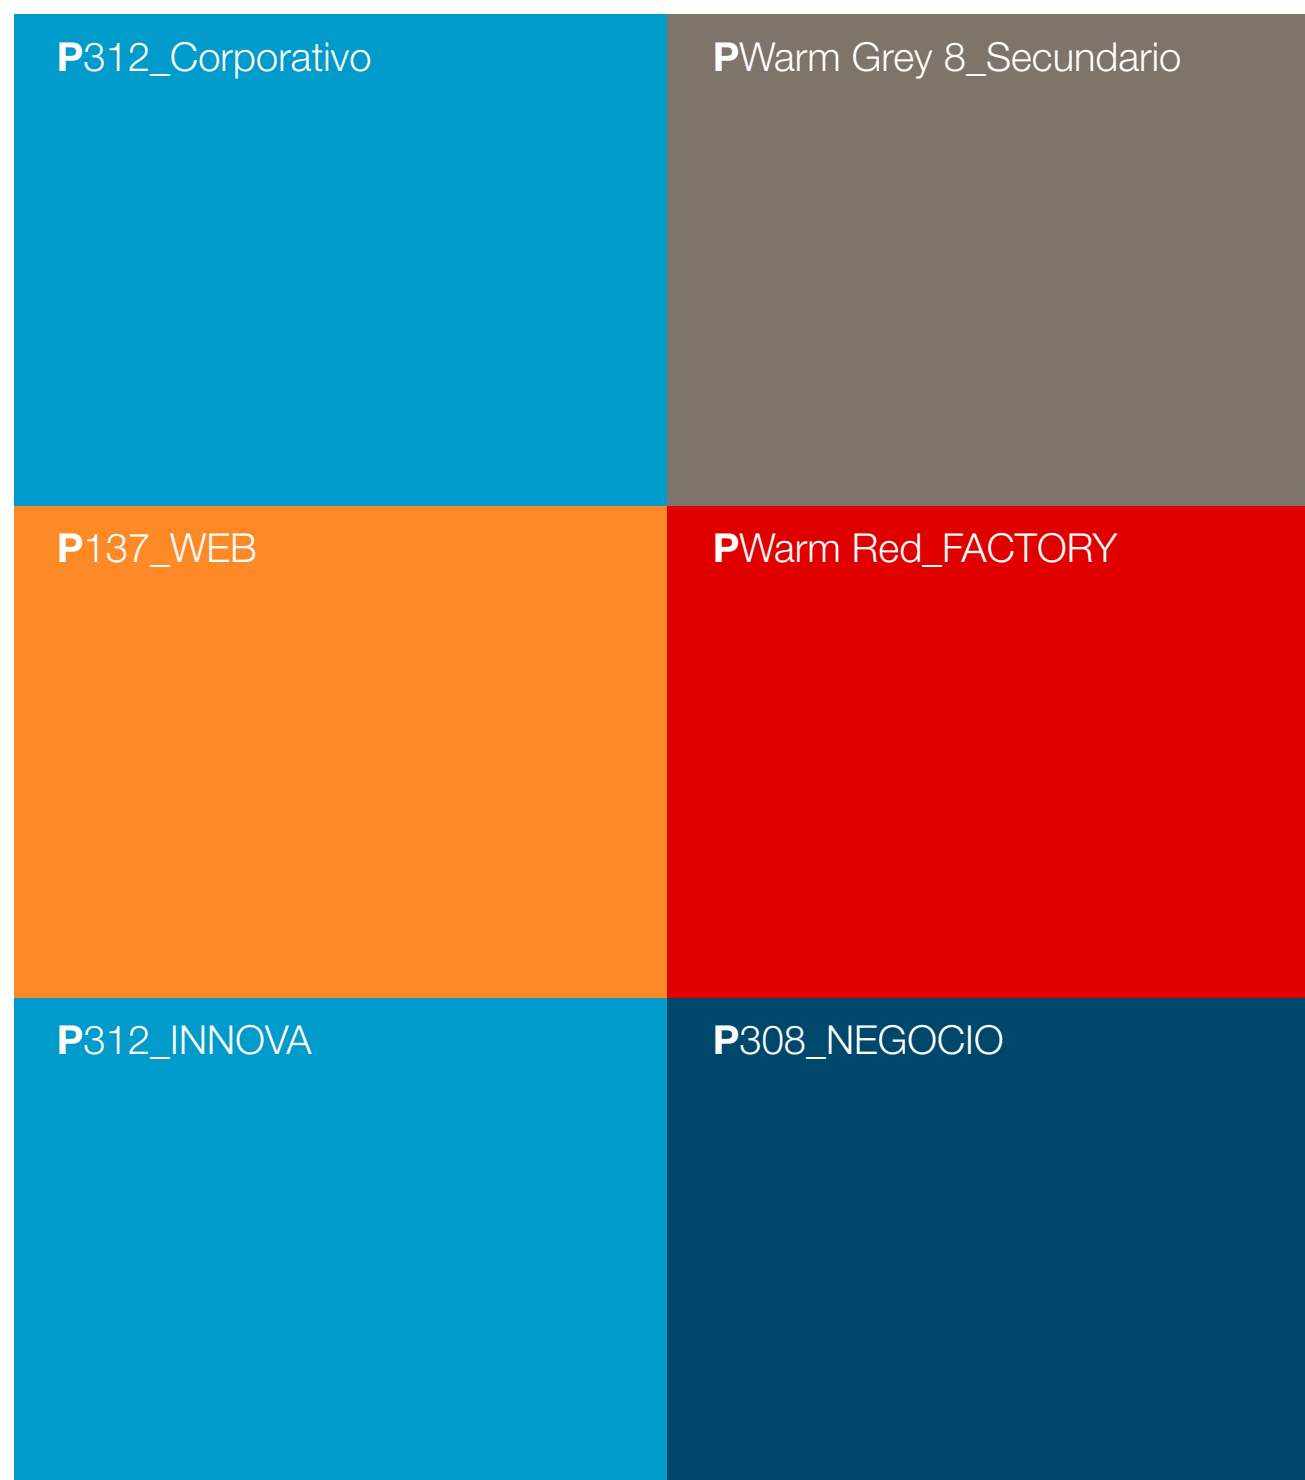 P312_Corporativo
PWarm Grey 8_Secundario
P137_WEB
PWarm Red_FACTORY
P312_INNOVA
P308_NEGOCIO